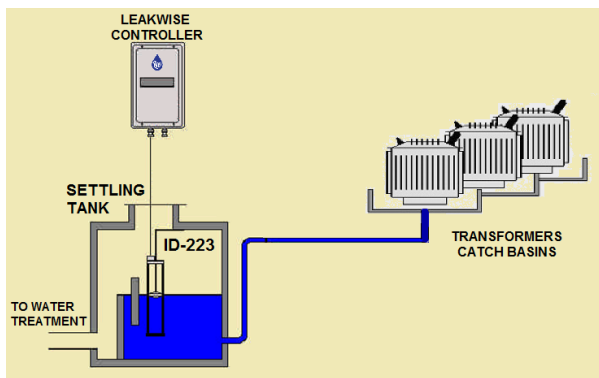 LEAKWISE
CONTROLLER
SETTLING
TANK
ID-223
TRANSFORMERS
CATCH BASINS
TO WATER
TREATMENT